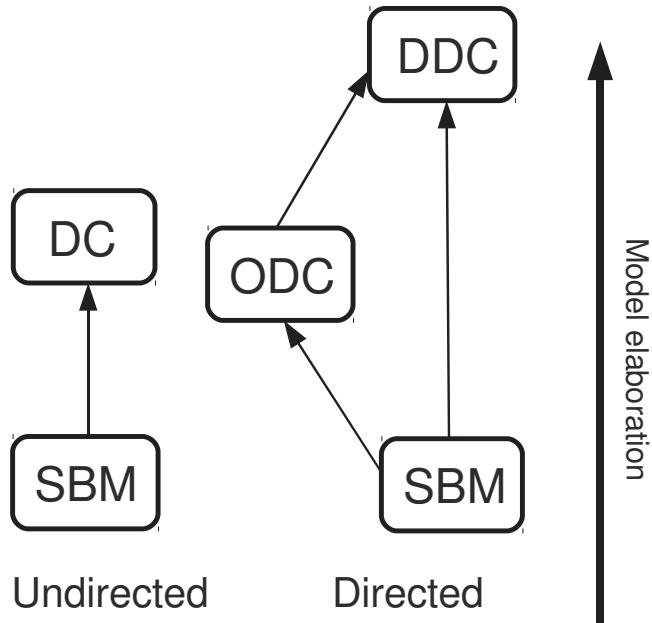 DDC
DC
ODC
Model elaboration
SBM
SBM
Undirected
Directed